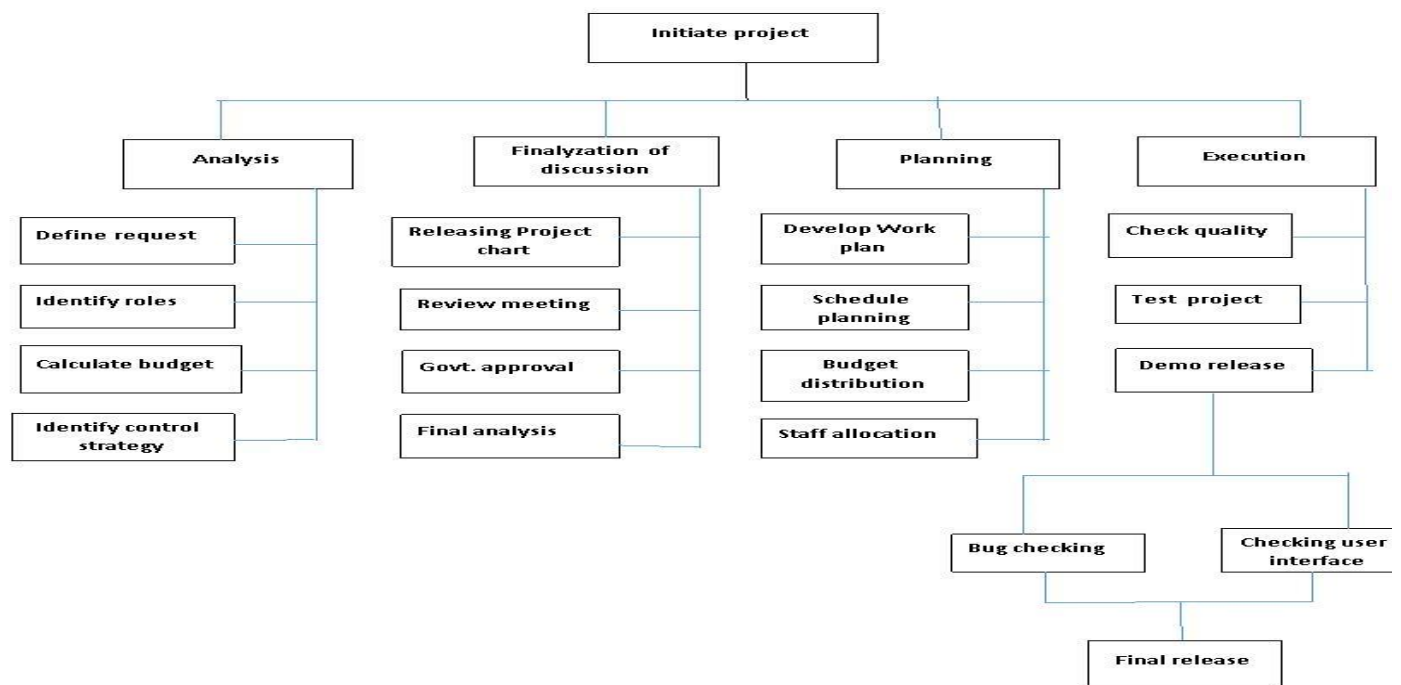 Initiate project
Analysis
Finalyzation of
discussion
Planning
Execution
Define request
Identify roles
Calculate budget
Identify control
strategy
Releasing Project
chart
Review meeting
Govt. approval
Final analysis
Develop Work
plan
Schedule
planning
Budget
distribution
Staff allocation
Check quality
Test project
Demo release
Bug checking
Checking user
interface
Final release